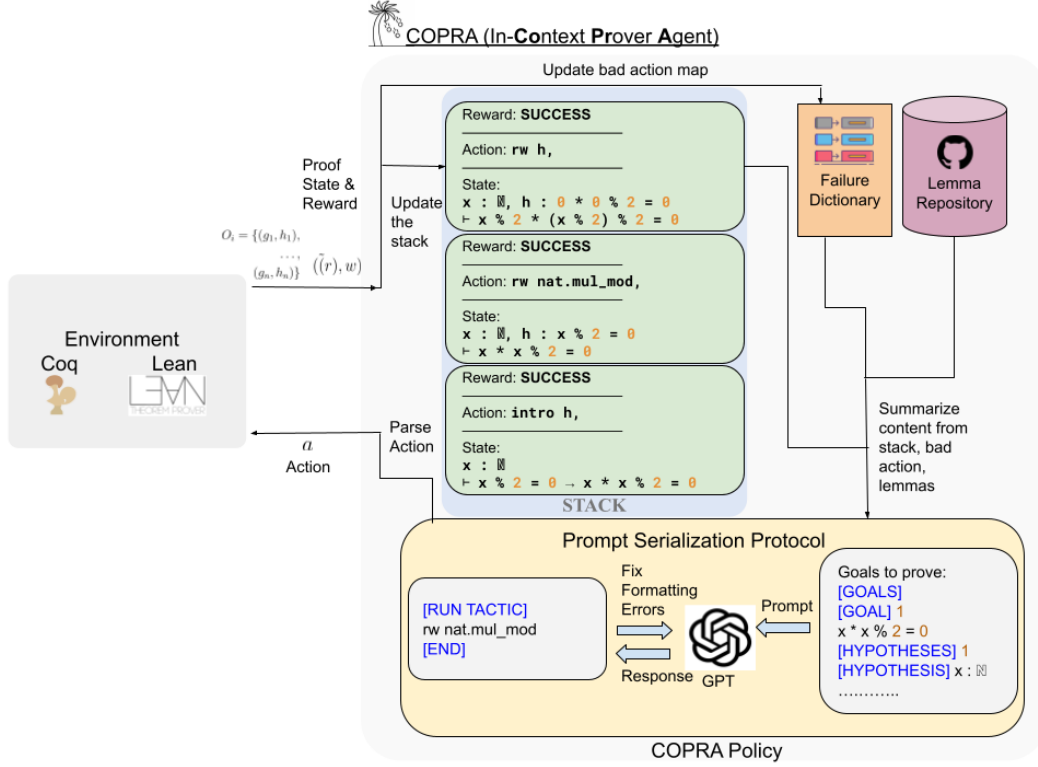 COPRA (In-Context Prover Agent)
Update bad action map
Reward: SUCCESS
Action: rw h,
State:
x : ℕ, h : 0 * 0 % 2 = 0
⊢ x % 2 * (x % 2) % 2 = 0
Reward: SUCCESS
Action: rw nat.mul_mod,
State:
x : ℕ, h : x % 2 = 0
⊢ x * x % 2 = 0
Reward: SUCCESS
Action: intro h,
State:
x : ℕ
⊢ x % 2 = 0 → x * x % 2 = 0
STACK
Failure
Dictionary
Lemma
Repository
Proof
State &
Reward
Update
the
stack
O_i = {(g_1, h_1),
...,
(g_n, h_n)}
((r̃), w)
Environment
Coq
Lean
LEAN
THEOREM PROVER
Parse
Action
a
Action
Summarize
content from
stack, bad
action,
lemmas
Prompt Serialization Protocol
[RUN TACTIC]
rw nat.mul_mod
[END]
Fix
Formatting
Errors
Response
GPT
Prompt
Goals to prove:
[GOALS]
[GOAL] 1
x * x % 2 = 0
[HYPOTHESES] 1
[HYPOTHESIS] x : ℕ
............
COPRA Policy